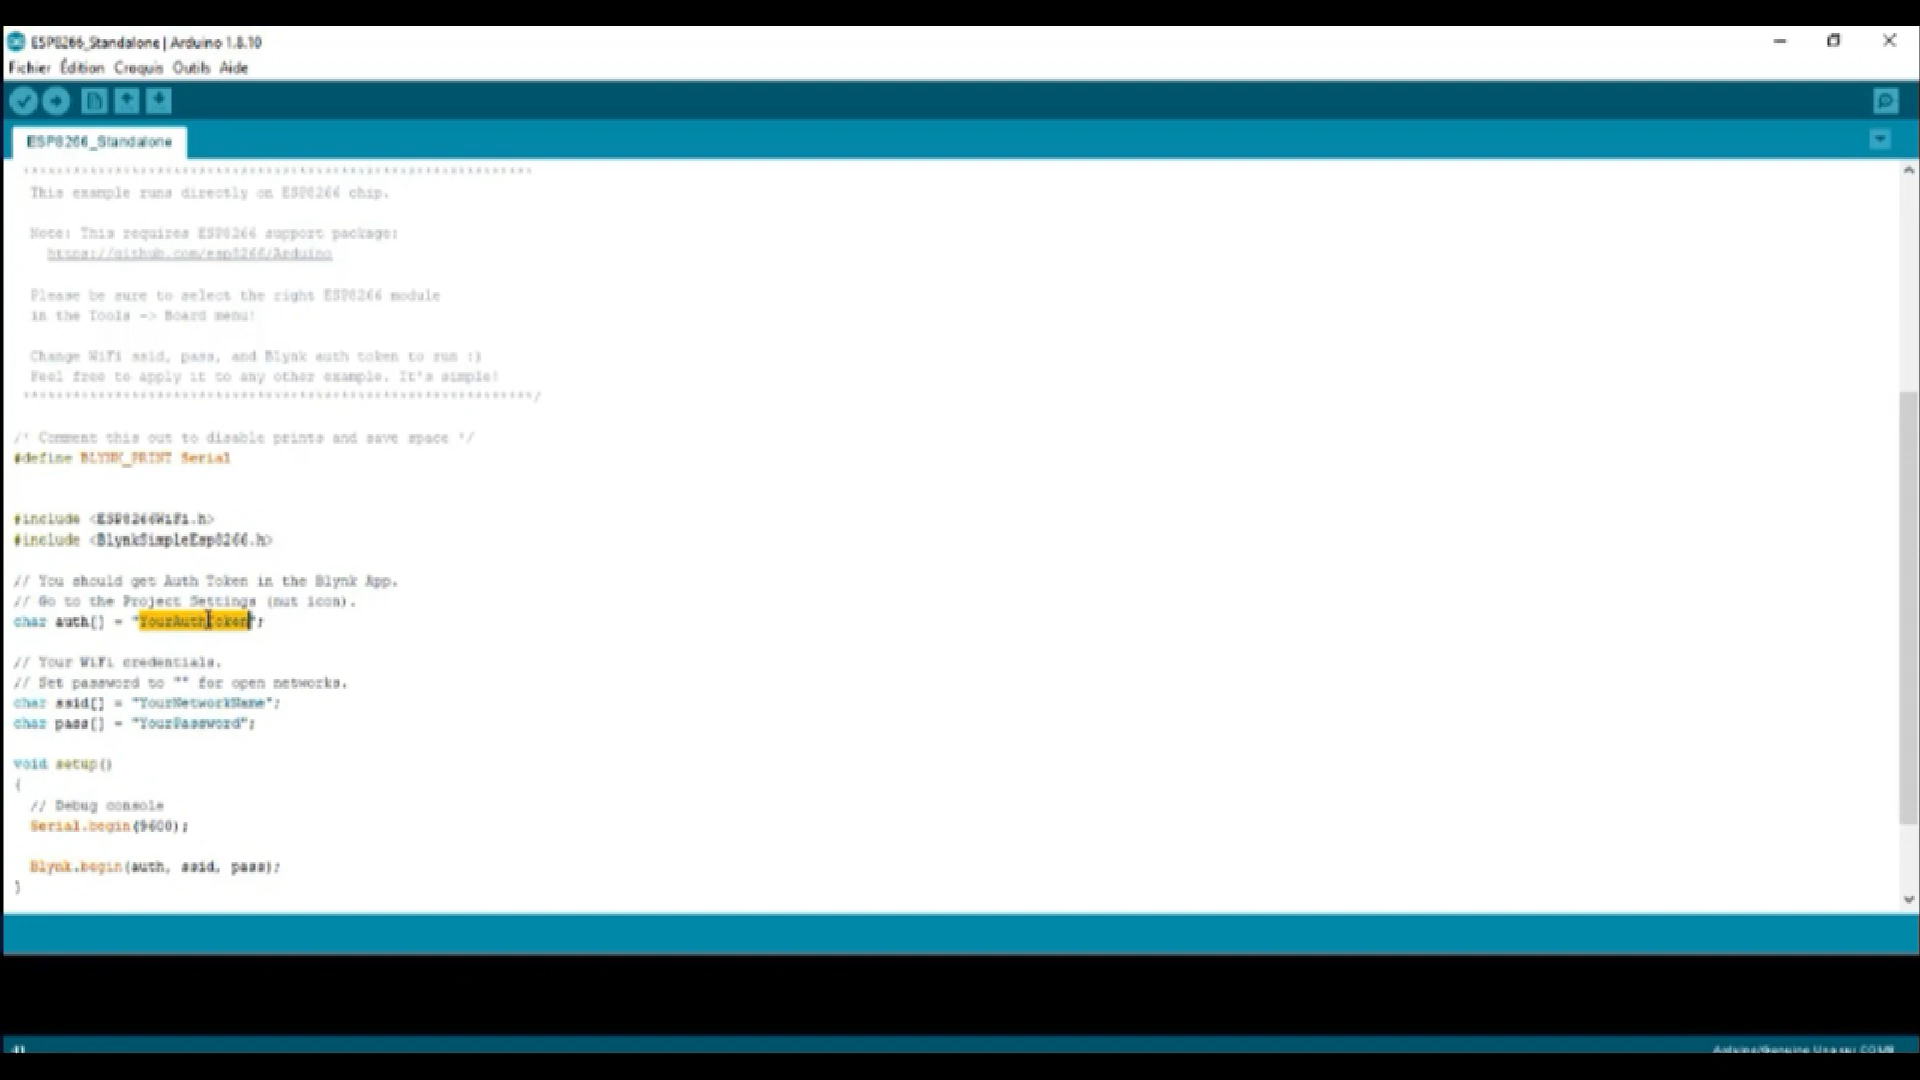 ESP8266_Standalone | Arduino 1.8.10
Fichier Édition Croquis Outils Aide
ESP8266_Standalone
This example runs directly on ESP8266 chip.
Note: This requires ESP8266 support package:
https://github.com/esp8266/Arduino
Please be sure to select the right ESP8266 module
in the Tools -> Board menu!
Change WiFi ssid, pass, and Blynk auth token to run :)
Feel free to apply it to any other example. It's simple!
/* Comment this out to disable prints and save space */
#define BLYNK_PRINT Serial
#include <ESP8266WiFi.h>
#include <BlynkSimpleEsp8266.h>
// You should get Auth Token in the Blynk App.
// Go to the Project Settings (nut icon).
char auth[] = "YourAuthToken";
// Your WiFi credentials.
// Set password to "" for open networks.
char ssid[] = "YourNetworkName";
char pass[] = "YourPassword";
void setup()
{
// Debug console
Serial.begin(9600);
Blynk.begin(auth, ssid, pass);
}
41
Arduino/Genuino Uno sur